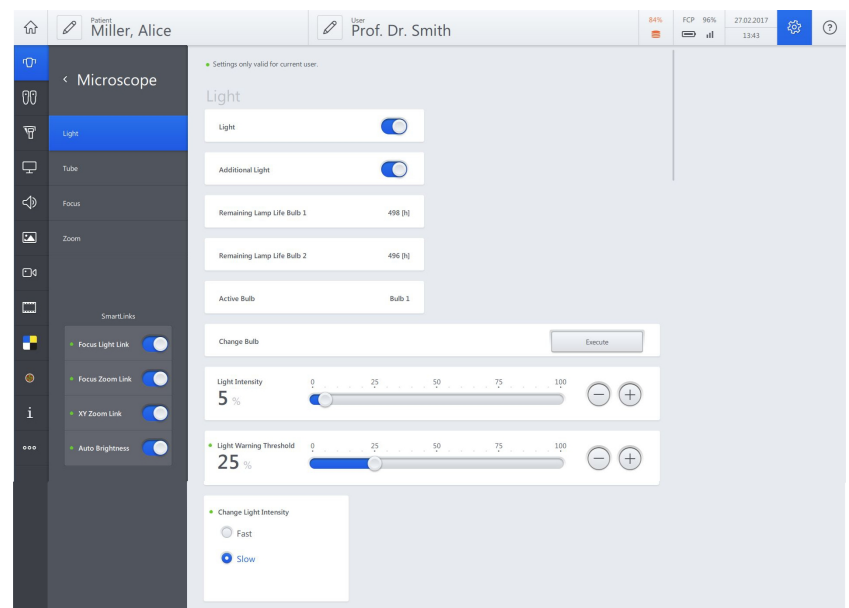 Patient
Miller, Alice
User
Prof. Dr. Smith
84%
FCP 96%
27.02.2017
13:43
?
< Microscope
Light
Tube
Focus
Zoom
SmartLinks
Focus Light Link
Focus Zoom Link
XY Zoom Link
Auto Brightness
i
Settings only valid for current user.
Light
Light
Additional Light
Remaining Lamp Life Bulb 1 498 [h]
Remaining Lamp Life Bulb 2 496 [h]
Active Bulb Bulb 1
Change Bulb Execute
Light Intensity 0 25 50 75 100
5 %
Light Warning Threshold 0 25 50 75 100
25 %
Change Light Intensity
Fast
Slow